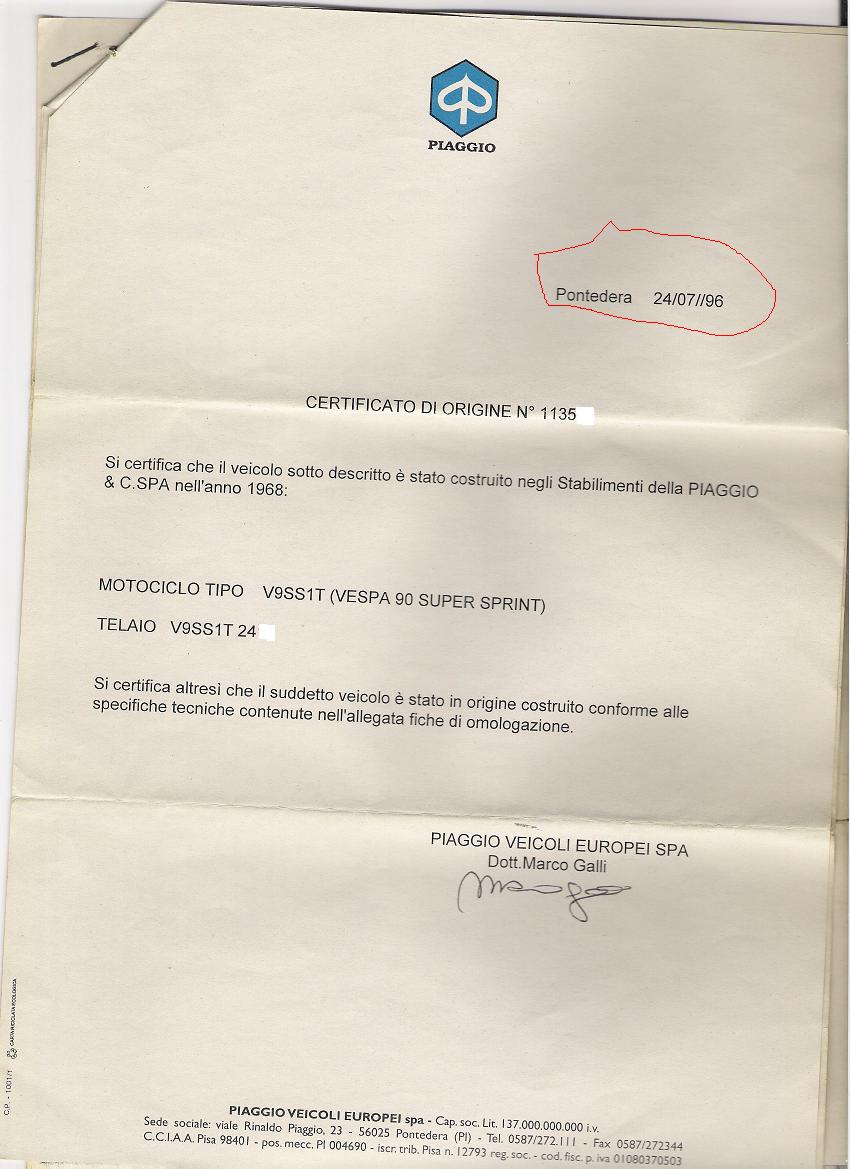 PIAGGIO
Pontedera 24/07//96
CERTIFICATO DI ORIGINE N° 1135
Si certifica che il veicolo sotto descritto è stato costruito negli Stabilimenti della PIAGGIO
& C.SPA nell'anno 1968:
MOTOCICLO TIPO V9SS1T (VESPA 90 SUPER SPRINT)
TELAIO V9SS1T 24
Si certifica altresì che il suddetto veicolo è stato in origine costruito conforme alle
specifiche tecniche contenute nell'allegata fiche di omologazione.
PIAGGIO VEICOLI EUROPEI SPA
Dott.Marco Galli
C.P. - 1001/1 CARTA RICICLATA ECOLOGICA
PIAGGIO VEICOLI EUROPEI spa - Cap. soc. Lit. 137.000.000.000 i.v.
Sede sociale: viale Rinaldo Piaggio, 23 - 56025 Pontedera (PI) - Tel. 0587/272.111 - Fax 0587/272344
C.C.I.A.A. Pisa 98401 - pos. mecc. PI 004690 - iscr. trib. Pisa n. 12793 reg. soc. - cod. fisc. p. iva 01080370503